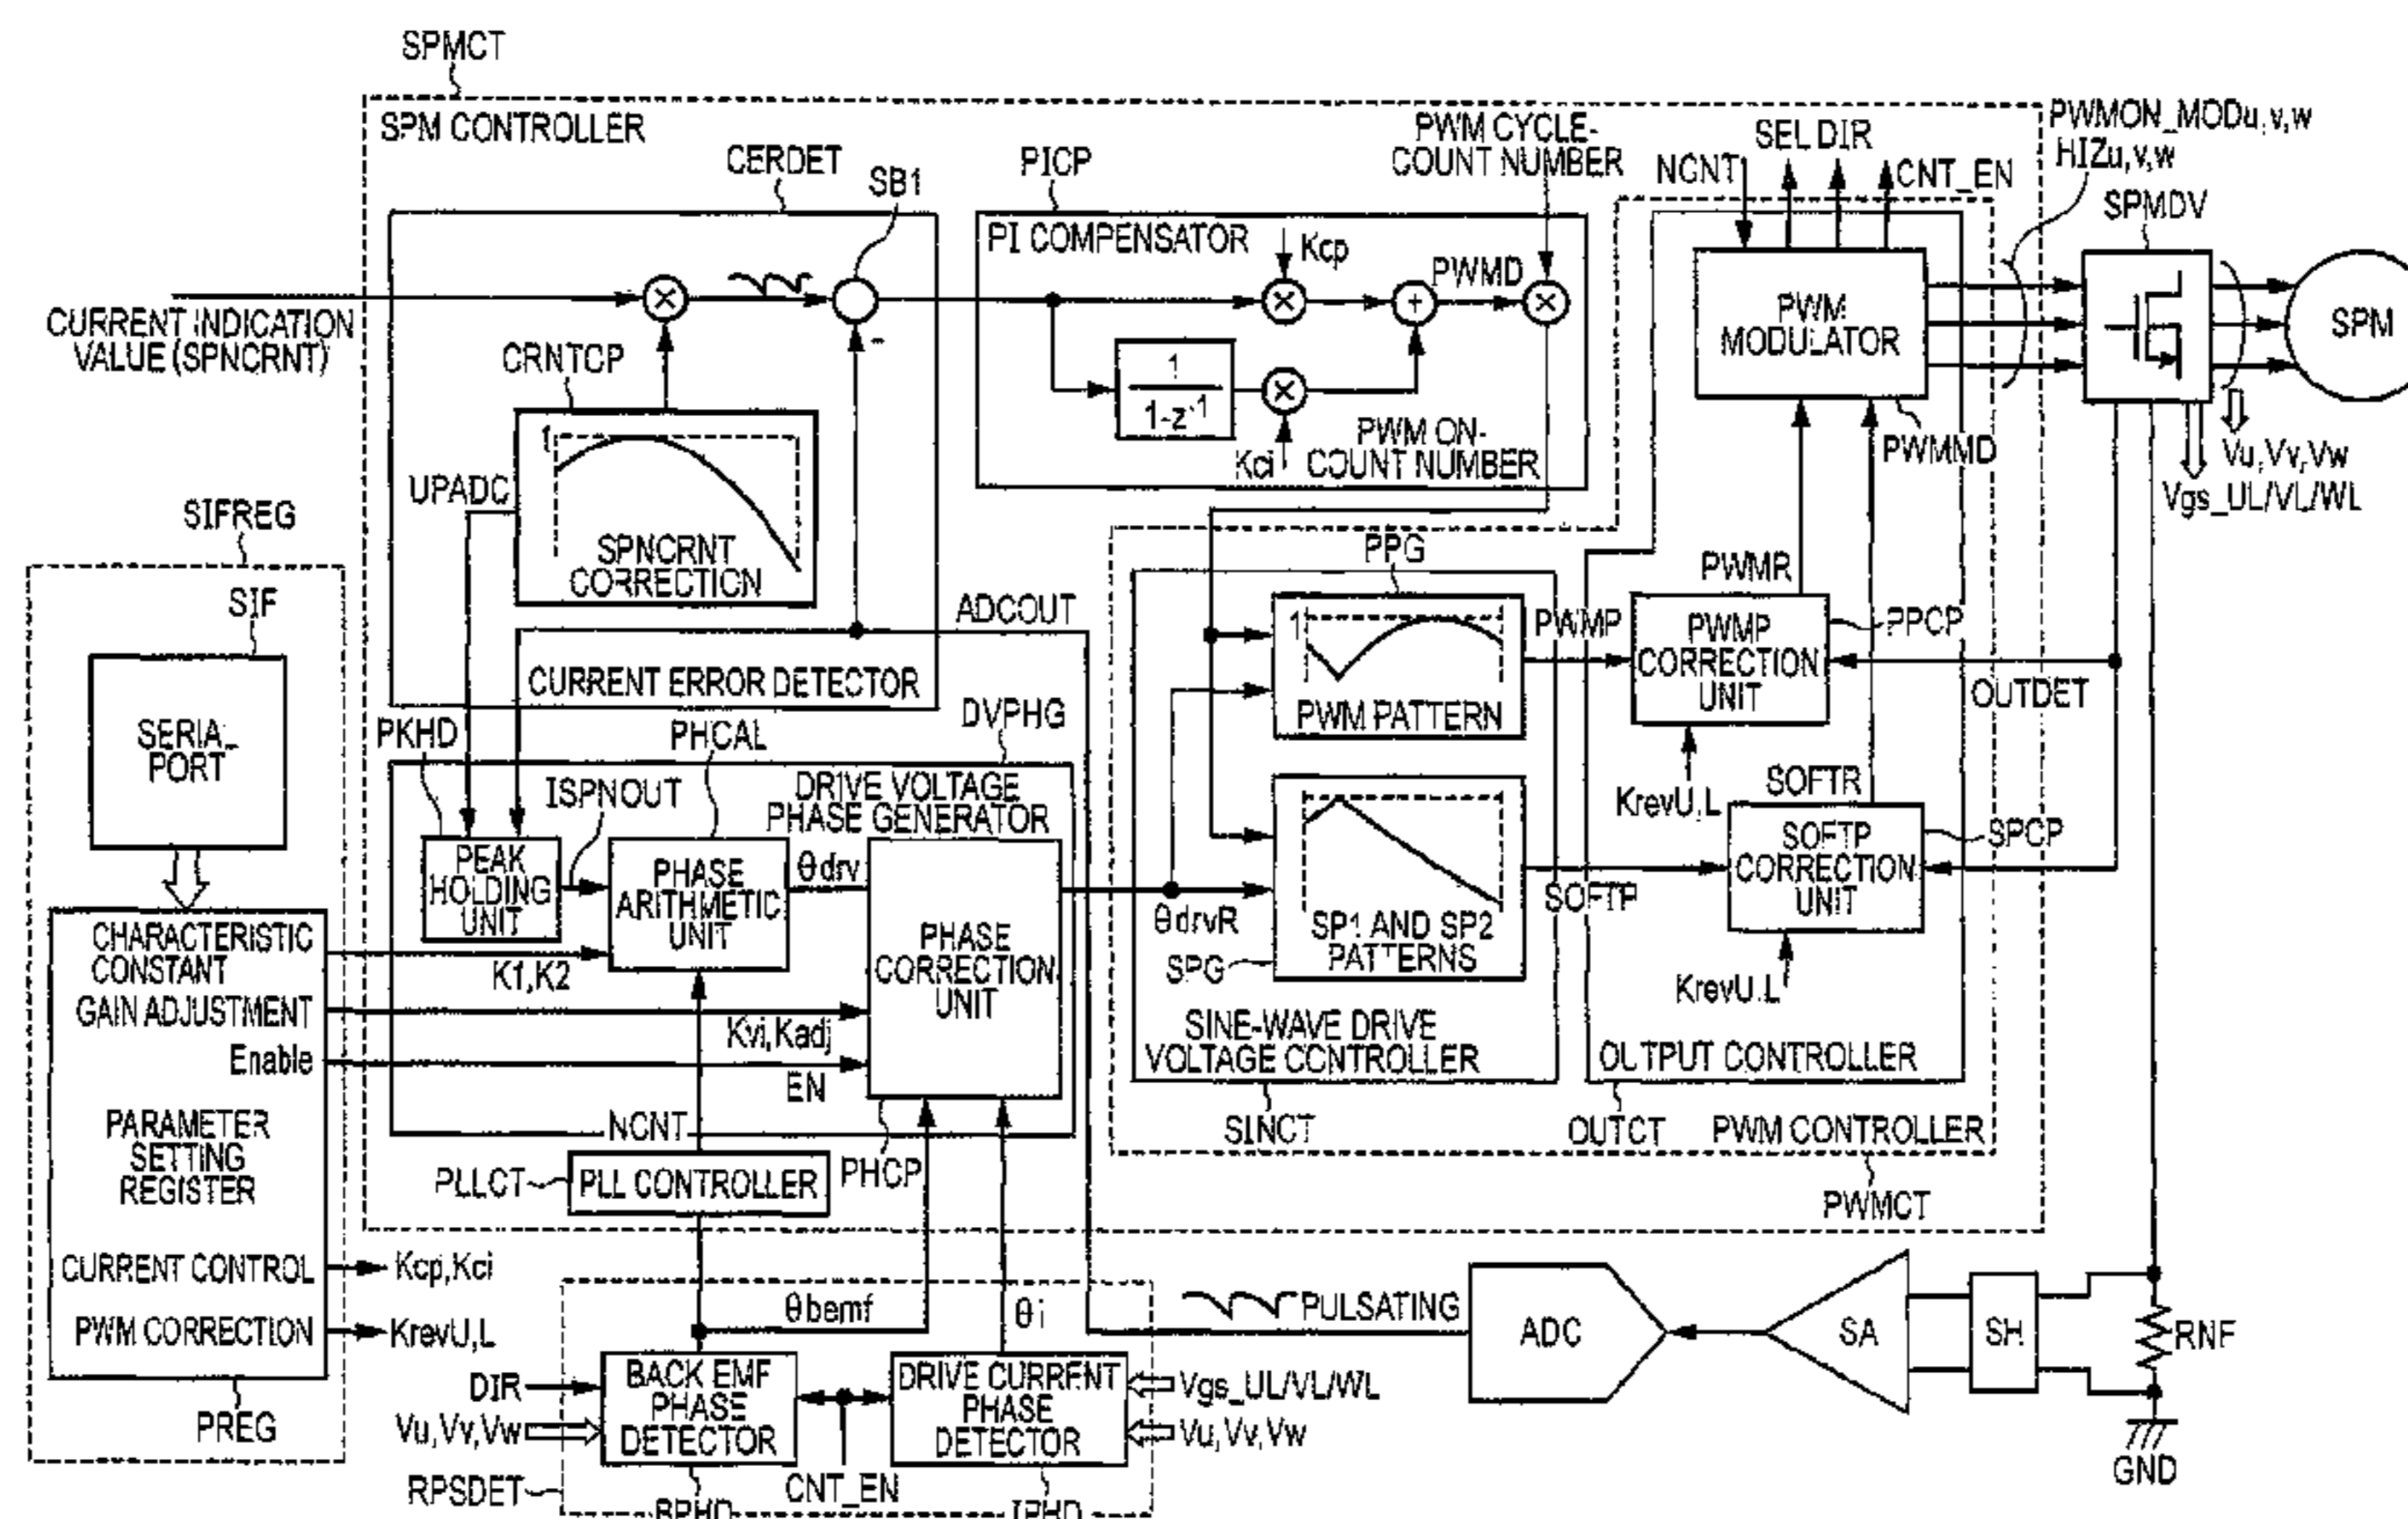 SPMCT
SPM CONTROLLER
CERDET
SB1
PICP
PWM CYCLE-
COUNT NUMBER
SEL
DIR
NCNT
CNT_EN
PWMON_MODu,v,w
HIZu,v,w
SPMDV
PI COMPENSATOR
Kcp
PWMD
PWM
MODULATOR
SPM
CURRENT INDICATION
VALUE (SPNCRNT)
-
CRNTCP
1
1-z⁻¹
Kci
PWM ON-
COUNT NUMBER
PWMMD
Vu,Vv,Vw
Vgs_UL/VL/WL
UPADC
1
SPNCRNT
CORRECTION
SIFREG
SIF
SERIAL
PORT
ADCOUT
CURRENT ERROR DETECTOR
PPG
1
PWM PATTERN
PWMP
PWMR
PWMP
CORRECTION
UNIT
PPCP
OUTDET
KrevU,L
PKHD
PHCAL
DVPHG
ISPNOUT
DRIVE VOLTAGE
PHASE GENERATOR
PEAK
HOLDING
UNIT
PHASE
ARITHMETIC
UNIT
θdrv
PHASE
CORRECTION
UNIT
θdrvR
SPG
SP1 AND SP2
PATTERNS
SOFTP
SOFTR
SOFTP
CORRECTION
UNIT
SPCP
KrevU,L
CHARACTERISTIC
CONSTANT
K1,K2
GAIN ADJUSTMENT
Kvi,Kadj
Enable
EN
PARAMETER
SETTING
REGISTER
SINE-WAVE DRIVE
VOLTAGE CONTROLLER
OUTPUT CONTROLLER
NCNT
PLLCT
PLL CONTROLLER
PHCP
SINCT
OUTCT
PWM CONTROLLER
PWMCT
CURRENT CONTROL
Kcp,Kci
PWM CORRECTION
KrevU,L
PREG
θbemf
θi
PULSATING
ADC
SA
SH
RNF
GND
DIR
Vu,Vv,Vw
BACK EMF
PHASE
DETECTOR
DRIVE CURRENT
PHASE
DETECTOR
Vgs_UL/VL/WL
Vu,Vv,Vw
RPSDET
BPHD
CNT_EN
IPHD